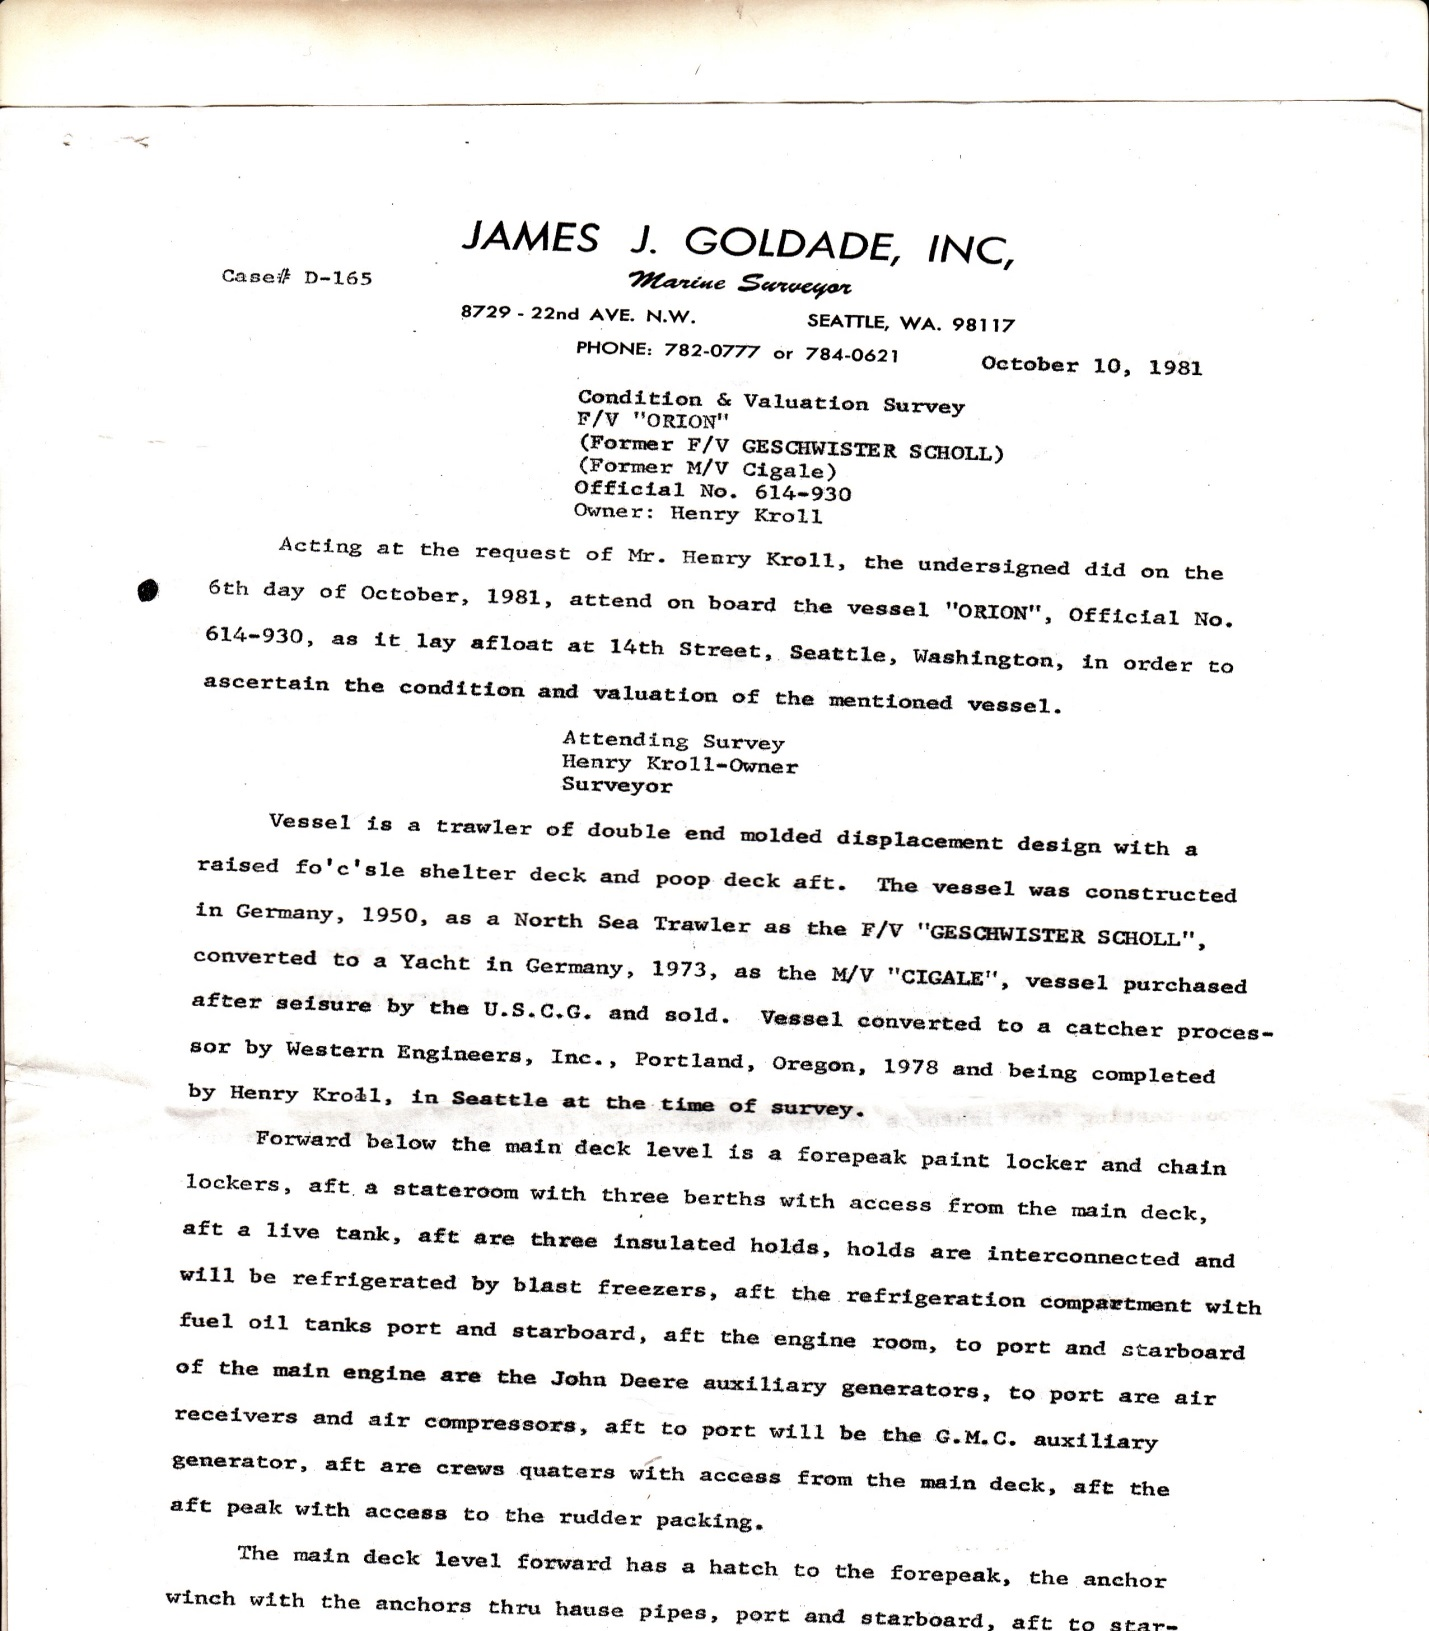 JAMES J. GOLDADE, INC,
Case# D-165
Marine Surveyor
8729 - 22nd AVE. N.W. SEATTLE, WA. 98117
PHONE: 782-0777 or 784-0621
October 10, 1981
Condition & Valuation Survey
F/V "ORION"
(Former F/V GESCHWISTER SCHOLL)
(Former M/V Cigale)
Official No. 614-930
Owner: Henry Kroll
Acting at the request of Mr. Henry Kroll, the undersigned did on the
6th day of October, 1981, attend on board the vessel "ORION", Official No.
614-930, as it lay afloat at 14th Street, Seattle, Washington, in order to
ascertain the condition and valuation of the mentioned vessel.
Attending Survey
Henry Kroll-Owner
Surveyor
Vessel is a trawler of double end molded displacement design with a
raised fo'c'sle shelter deck and poop deck aft. The vessel was constructed
in Germany, 1950, as a North Sea Trawler as the F/V "GESCHWISTER SCHOLL",
converted to a Yacht in Germany, 1973, as the M/V "CIGALE", vessel purchased
after seisure by the U.S.C.G. and sold. Vessel converted to a catcher proces-
sor by Western Engineers, Inc., Portland, Oregon, 1978 and being completed
by Henry Kroll, in Seattle at the time of survey.
Forward below the main deck level is a forepeak paint locker and chain
lockers, aft a stateroom with three berths with access from the main deck,
aft a live tank, aft are three insulated holds, holds are interconnected and
will be refrigerated by blast freezers, aft the refrigeration compartment with
fuel oil tanks port and starboard, aft the engine room, to port and starboard
of the main engine are the John Deere auxiliary generators, to port are air
receivers and air compressors, aft to port will be the G.M.C. auxiliary
generator, aft are crews quaters with access from the main deck, aft the
aft peak with access to the rudder packing.
The main deck level forward has a hatch to the forepeak, the anchor
winch with the anchors thru hause pipes, port and starboard, aft to star-